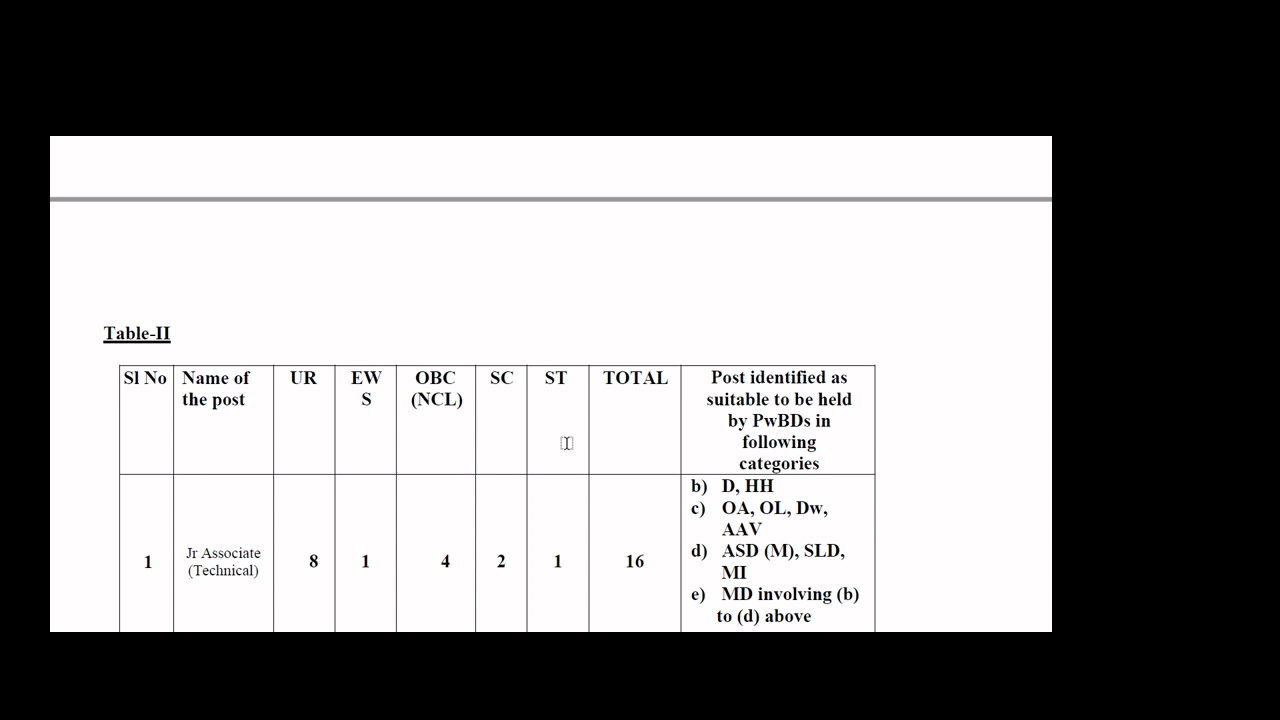 Table-II
Sl No Name of the post UR EW S OBC (NCL) SC ST TOTAL Post identified as suitable to be held by PwBDs in following categories
1 Jr Associate (Technical) 8 1 4 2 1 16
b) D, HH
c) OA, OL, Dw,
AAV
d) ASD (M), SLD,
MI
e) MD involving (b)
to (d) above